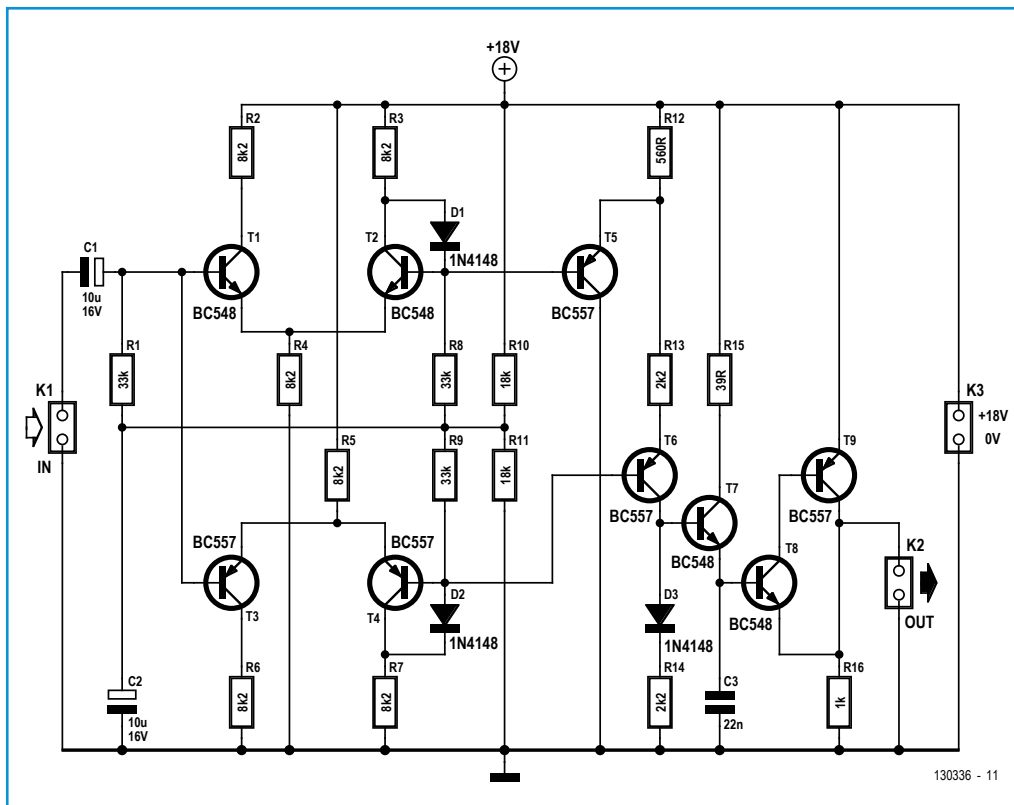 +18V
R2
8k2
R3
8k2
R12
560R
D1
1N4148
T1
BC548
T2
BC548
T5
BC557
C1
10u
16V
R1
33k
R4
8k2
R8
33k
R10
18k
R13
2k2
R15
39R
K1
IN
K3
+18V
0V
R5
8k2
R9
33k
R11
18k
T6
BC557
T7
BC548
T9
BC557
T8
BC548
BC557
T3
BC557
T4
D2
1N4148
D3
1N4148
K2
OUT
R6
8k2
R7
8k2
R14
2k2
C2
10u
16V
C3
22n
R16
1k
130336 - 11